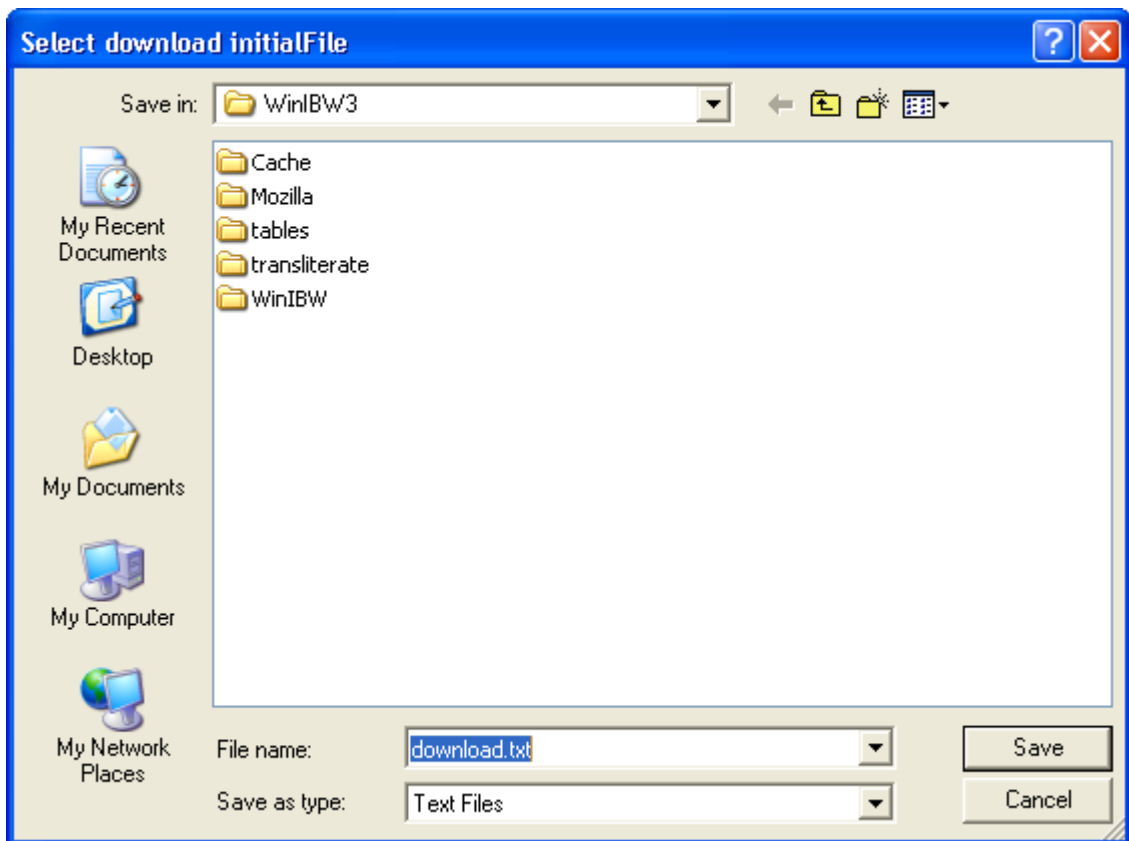 Select download initialFile
Save in:
WinIBW3
Cache
Mozilla
tables
transliterate
WinIBW
My Recent
Documents
Desktop
My Documents
My Computer
My Network
Places
File name:
download.txt
Save
Save as type:
Text Files
Cancel